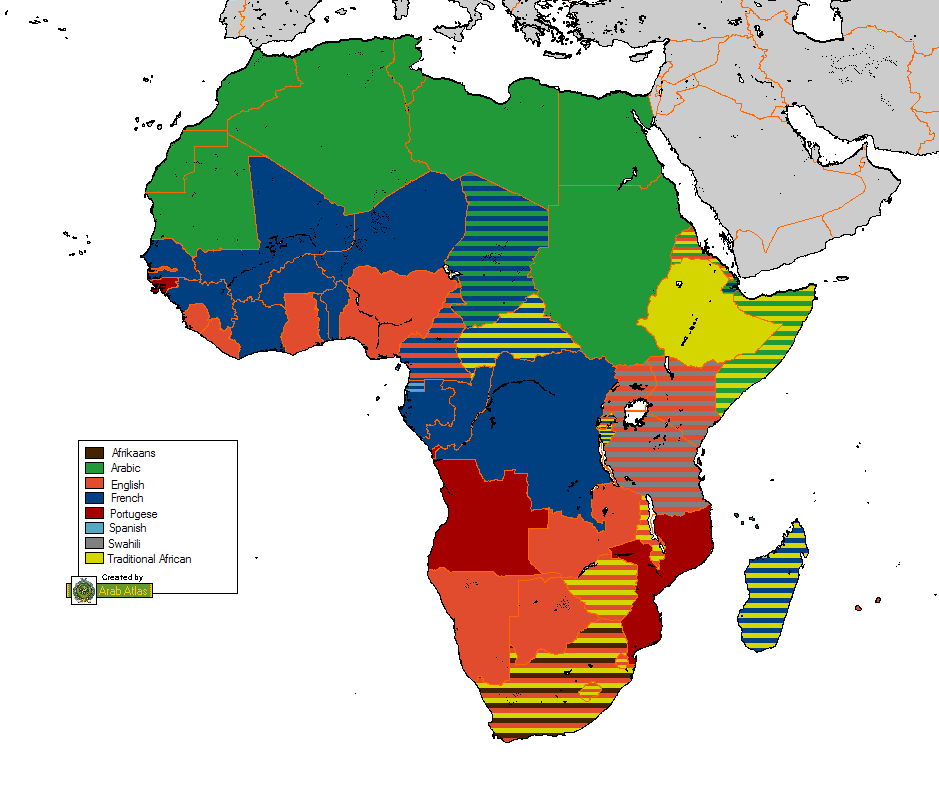 Afrikaans
Arabic
English
French
Portugese
Spanish
Swahili
Traditional African
Created by
Arab Atlas